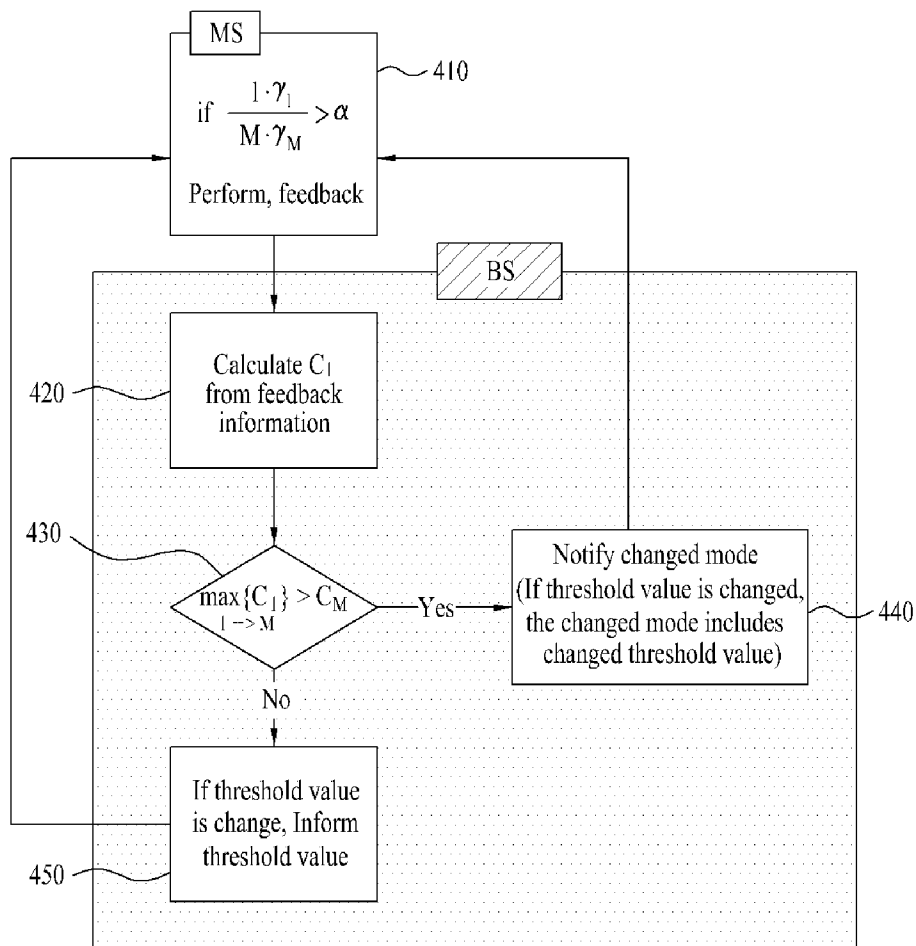 MS
410
if 1·γ1 / M·γM > α
Perform, feedback
BS
420
Calculate C1
from feedback
information
430
max{C1} > CM
1 -> M
Yes
No
Notify changed mode
(If threshold value is changed,
the changed mode includes
changed threshold value)
440
If threshold value
is change, Inform
threshold value
450